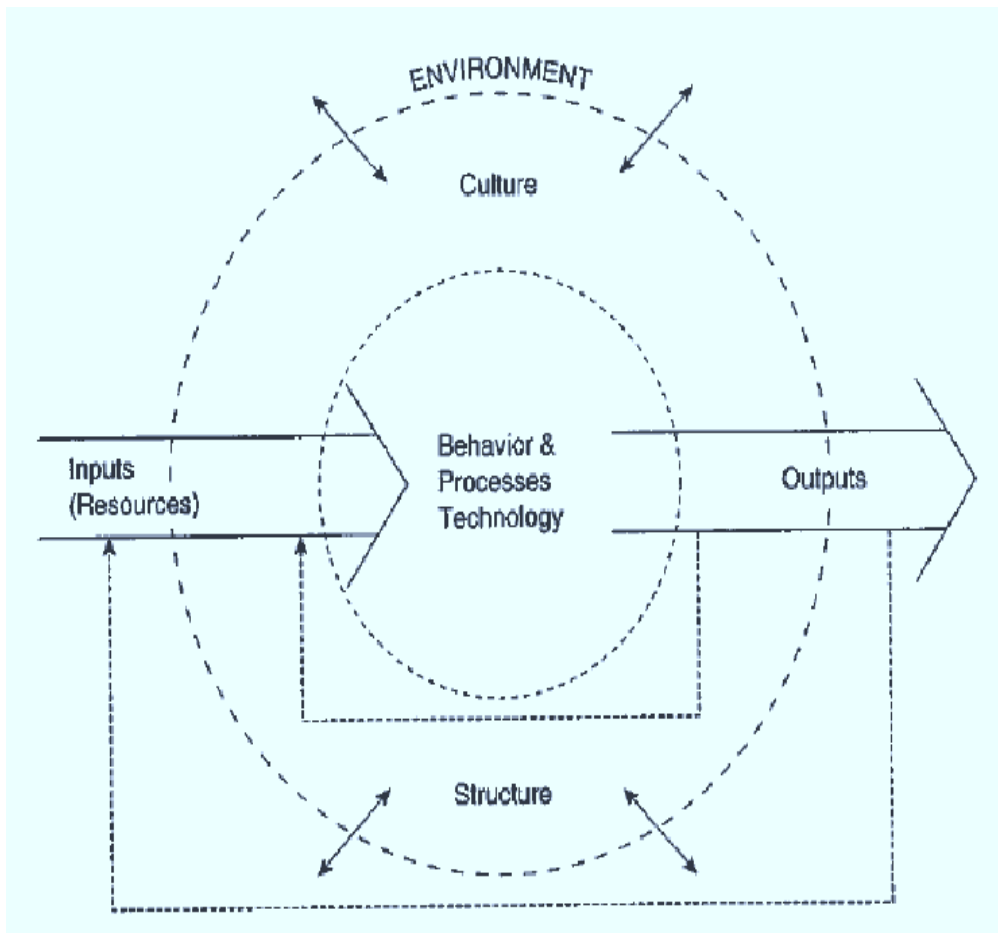 ENVIRONMENT
Culture
Inputs
(Resources)
Behavior &
Processes
Technology
Outputs
Structure